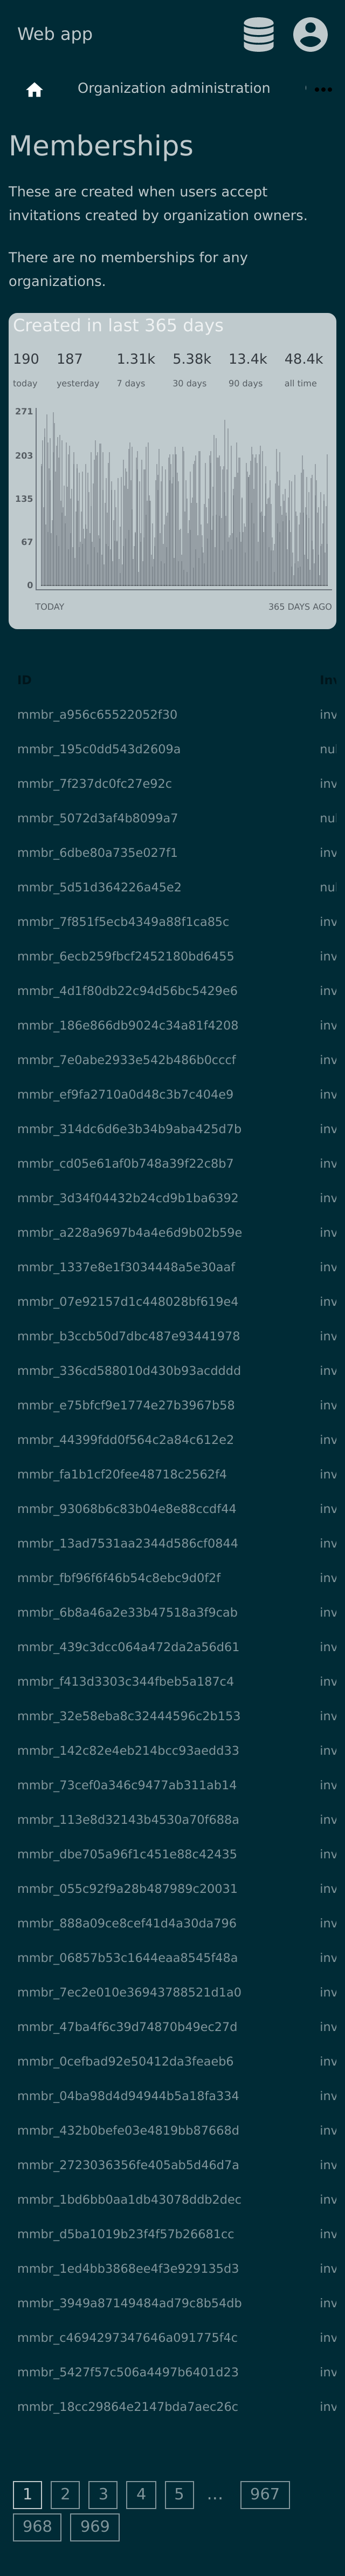 Web app
Organization administration
Memberships
These are created when users accept
invitations created by organization owners.
There are no memberships for any
organizations.
Created in last 365 days
190 187 1.31k 5.38k 13.4k 48.4k
today yesterday 7 days 30 days 90 days all time
271
203
135
67
0
TODAY 365 DAYS AGO
ID
mmbr_a956c65522052f30 inv
mmbr_195c0dd543d2609a
mmbr_7f237dc0fc27e92c inv
mmbr_5072d3af4b8099a7
mmbr_6dbe80a735e027f1 inv
mmbr_5d51d364226a45e2
mmbr_7f851f5ecb4349a88f1ca85c inv
mmbr_6ecb259fbcf2452180bd6455 inv
mmbr_4d1f80db22c94d56bc5429e6 inv
mmbr_186e866db9024c34a81f4208 inv
mmbr_7e0abe2933e542b486b0cccf inv
mmbr_ef9fa2710a0d48c3b7c404e9 inv
mmbr_314dc6d6e3b34b9aba425d7b inv
mmbr_cd05e61af0b748a39f22c8b7 inv
mmbr_3d34f04432b24cd9b1ba6392 inv
mmbr_a228a9697b4a4e6d9b02b59e inv
mmbr_1337e8e1f3034448a5e30aaf inv
mmbr_07e92157d1c448028bf619e4 inv
mmbr_b3ccb50d7dbc487e93441978 inv
mmbr_336cd588010d430b93acdddd inv
mmbr_e75bfcf9e1774e27b3967b58 inv
mmbr_44399fdd0f564c2a84c612e2 inv
mmbr_fa1b1cf20fee48718c2562f4 inv
mmbr_93068b6c83b04e8e88ccdf44 inv
mmbr_13ad7531aa2344d586cf0844 inv
mmbr_fbf96f6f46b54c8ebc9d0f2f inv
mmbr_6b8a46a2e33b47518a3f9cab inv
mmbr_439c3dcc064a472da2a56d61 inv
mmbr_f413d3303c344fbeb5a187c4 inv
mmbr_32e58eba8c32444596c2b153 inv
mmbr_142c82e4eb214bcc93aedd33 inv
mmbr_73cef0a346c9477ab311ab14 inv
mmbr_113e8d32143b4530a70f688a inv
mmbr_dbe705a96f1c451e88c42435 inv
mmbr_055c92f9a28b487989c20031 inv
mmbr_888a09ce8cef41d4a30da796 inv
mmbr_06857b53c1644eaa8545f48a inv
mmbr_7ec2e010e36943788521d1a0 inv
mmbr_47ba4f6c39d74870b49ec27d inv
mmbr_0cefbad92e50412da3feaeb6 inv
mmbr_04ba98d4d94944b5a18fa334 inv
mmbr_432b0befe03e4819bb87668d inv
mmbr_2723036356fe405ab5d46d7a inv
mmbr_1bd6bb0aa1db43078ddb2dec inv
mmbr_d5ba1019b23f4f57b26681cc inv
mmbr_1ed4bb3868ee4f3e929135d3 inv
mmbr_3949a87149484ad79c8b54db inv
mmbr_c4694297347646a091775f4c inv
mmbr_5427f57c506a4497b6401d23 inv
mmbr_18cc29864e2147bda7aec26c inv
1 2 3 4 5 … 967
968 969